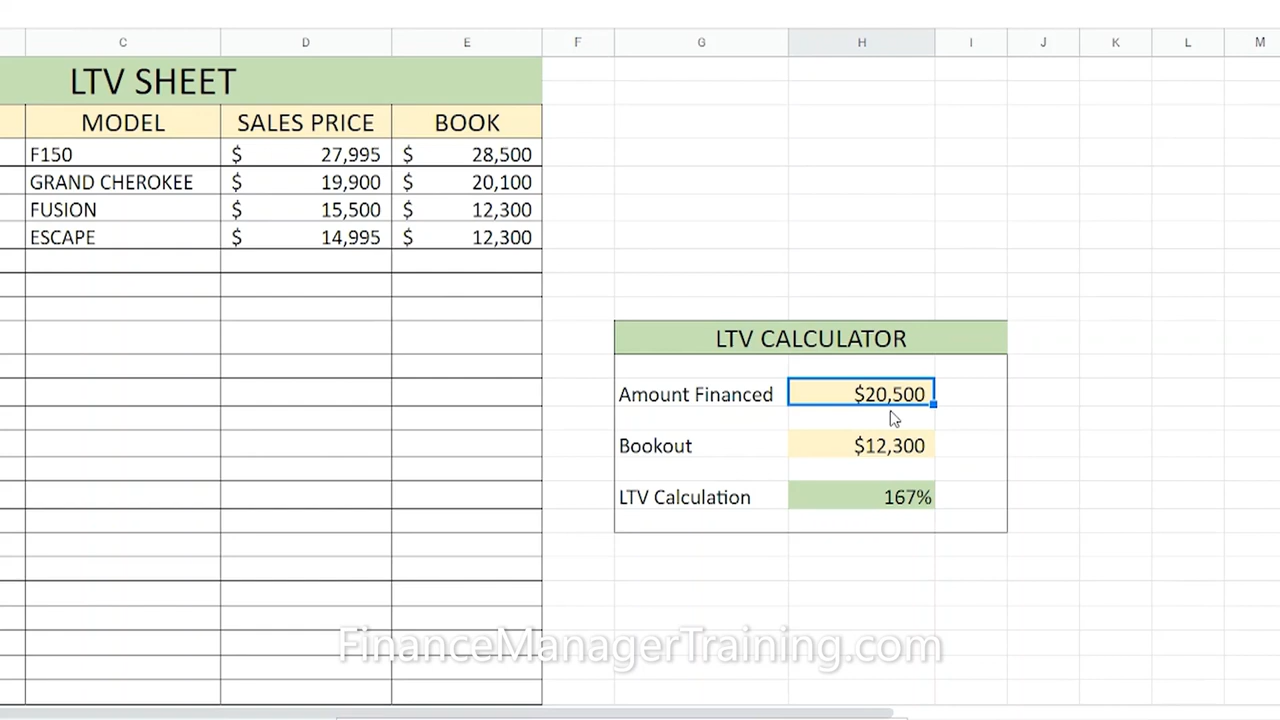 C D E F G H I J K L M
LTV SHEET
MODEL SALES PRICE BOOK
F150 $ 27,995 $ 28,500
GRAND CHEROKEE $ 19,900 $ 20,100
FUSION $ 15,500 $ 12,300
ESCAPE $ 14,995 $ 12,300
LTV CALCULATOR
Amount Financed $20,500
Bookout $12,300
LTV Calculation 167%
FinanceManagerTraining.com